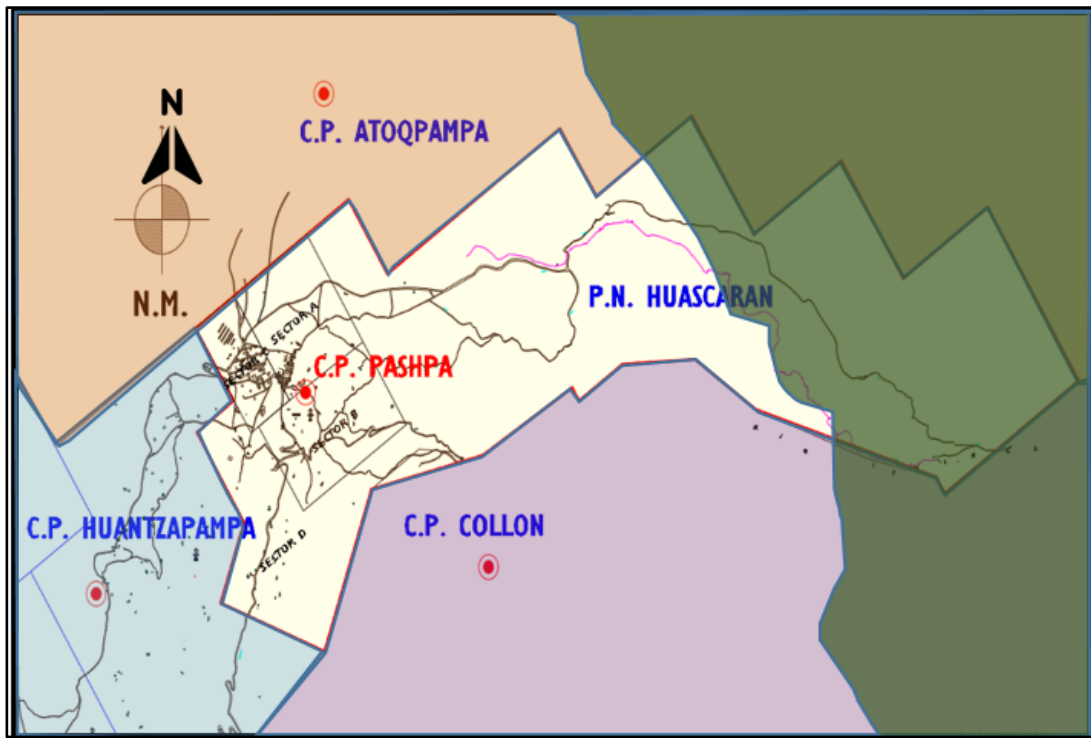 N
C.P. ATOQPAMPA
N.M.
P.N. HUASCARAN
SECTOR A
C.P. PASHPA
SECTOR B
C.P. HUANTZAPAMPA
C.P. COLLON
SECTOR D